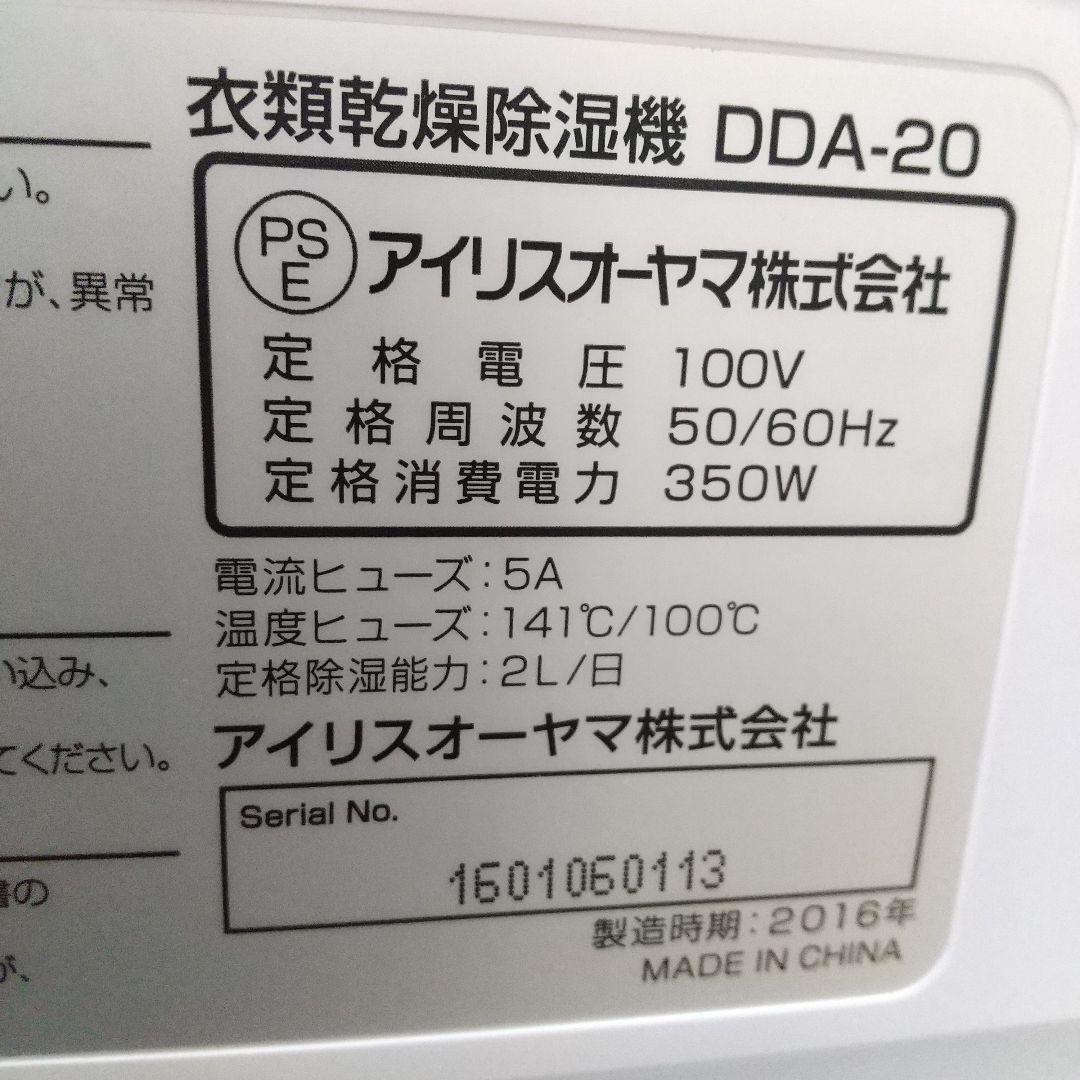 衣類乾燥除湿機 DDA-20
PS
E
アイリスオーヤマ株式会社
定格電圧 100V
定格周波数 50/60Hz
定格消費電力 350W
電流ヒューズ:5A
温度ヒューズ:141℃/100℃
定格除湿能力:2L/日
アイリスオーヤマ株式会社
Serial No.
1601060113
製造時期:2016年
MADE IN CHINA
い。
が、異常
い込み、
てください。
書の
が、